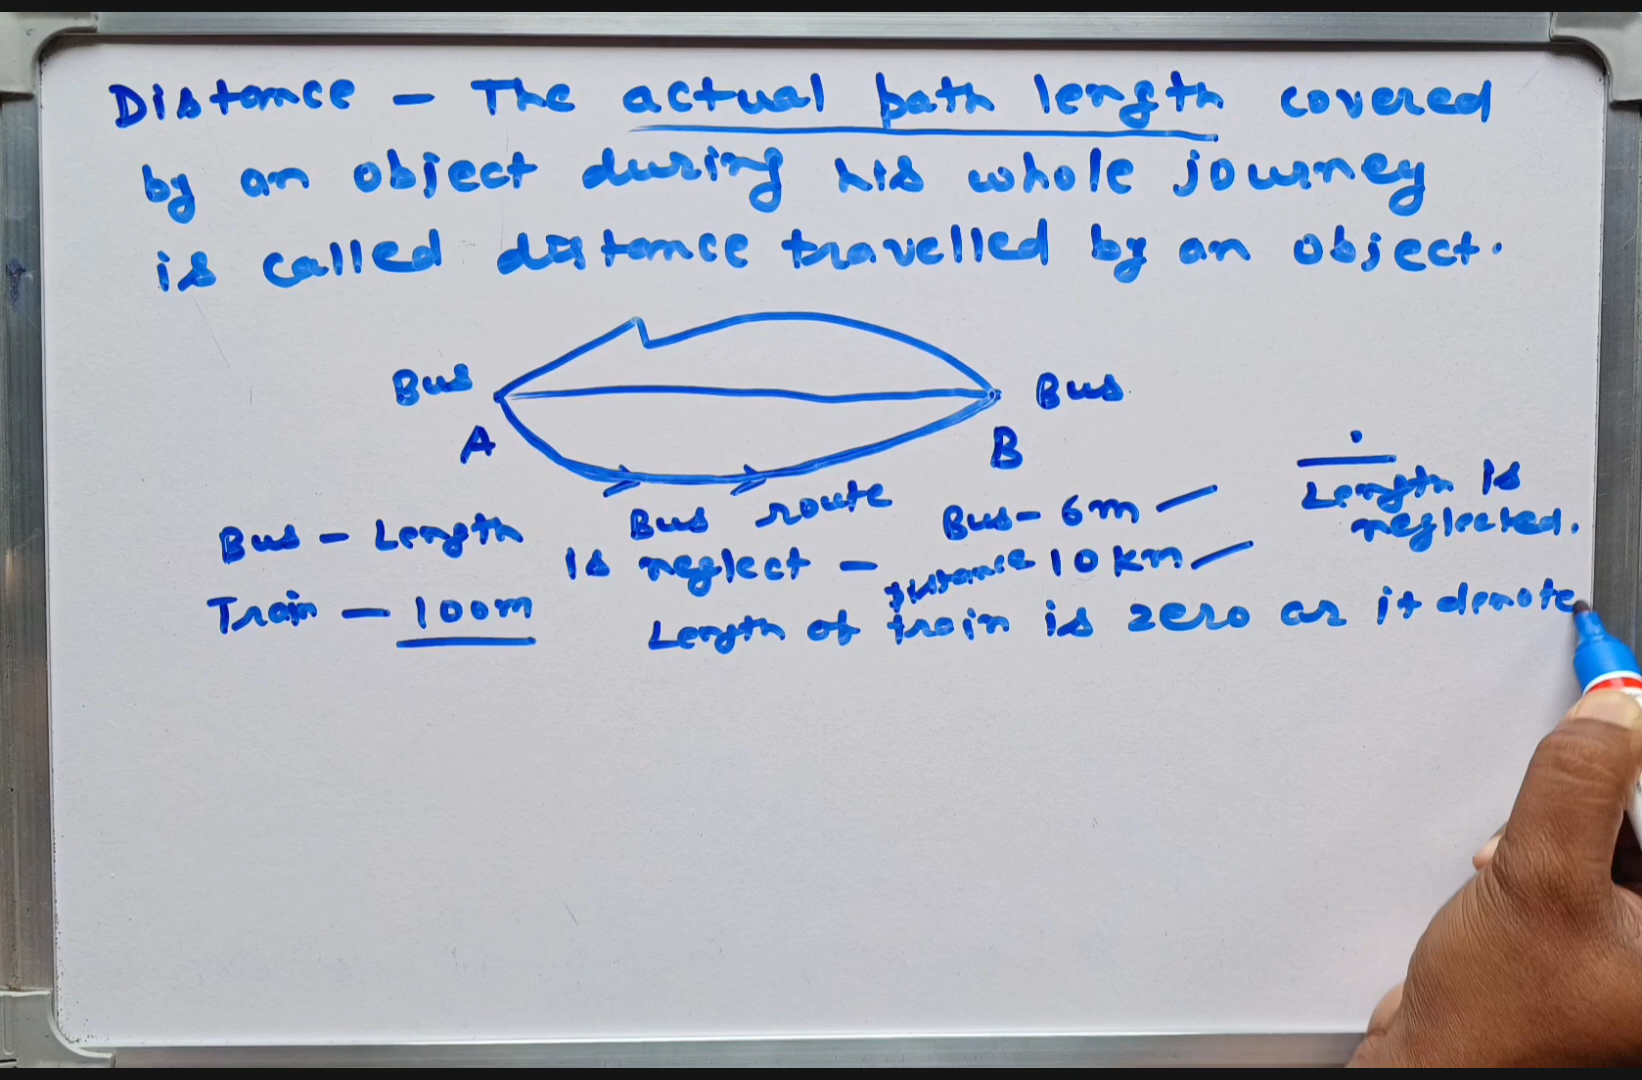 Distance - The actual path length covered
by an object during his whole journey
is called distance travelled by an object.
Bus
Bus
A
B
Bus route
Bus - 6m
Length is
neglected.
Bus - Length
is neglect -
distance 10 km
Train - 100m
Length of train is zero as it denote